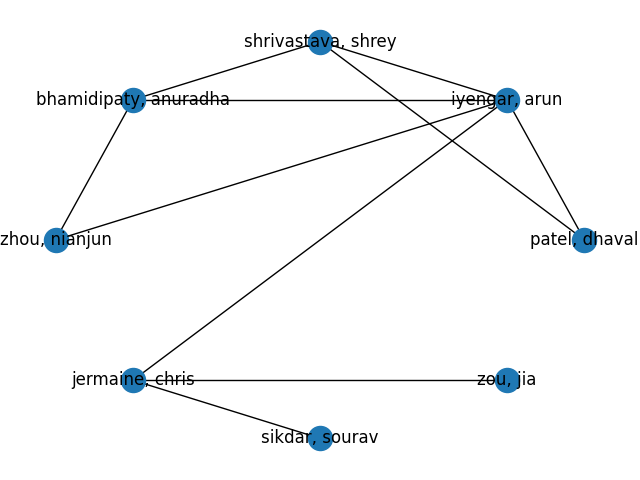 shrivastava, shrey
bhamidipaty, anuradha
iyengar, arun
zhou, nianjun
patel, dhaval
jermaine, chris
zou, jia
sikdar, sourav